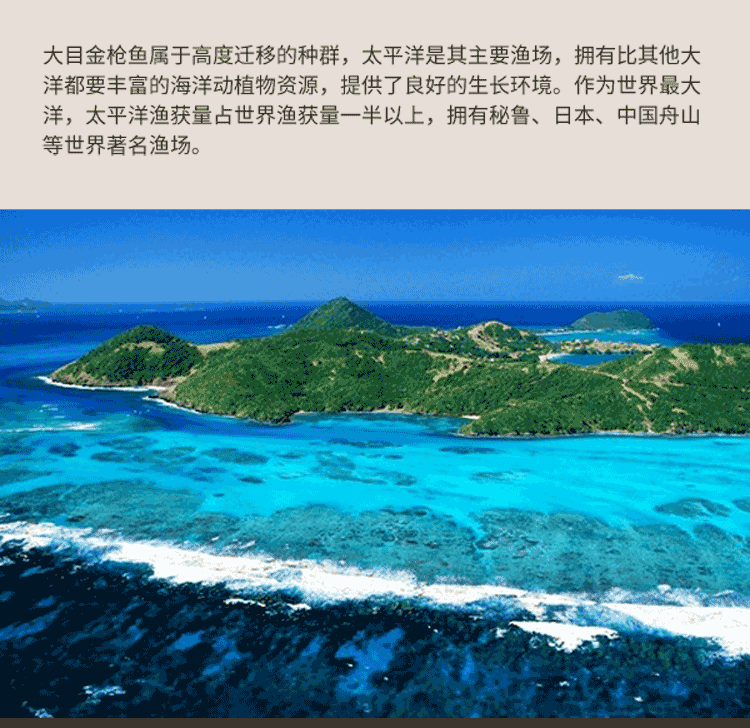 大目金枪鱼属于高度迁移的种群，太平洋是其主要渔场，拥有比其他大
洋都要丰富的海洋动植物资源，提供了良好的生长环境。作为世界最大
洋，太平洋渔获量占世界渔获量一半以上，拥有秘鲁、日本、中国舟山
等世界著名渔场。